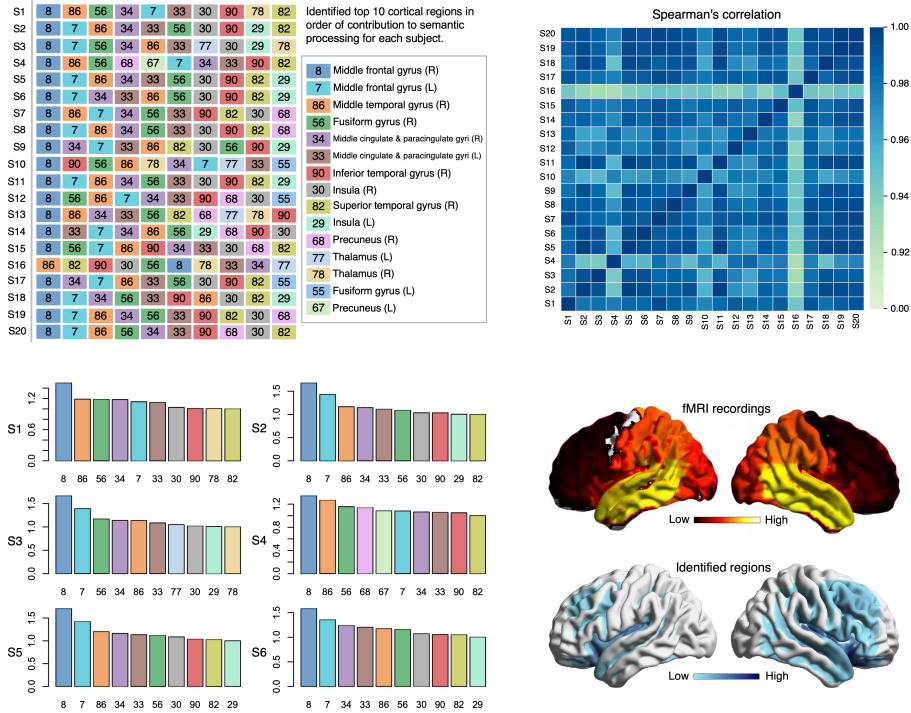 S1 8 86 56 34 7 33 30 90 78 82
S2 8 7 86 34 33 56 30 90 29 82
S3 8 7 56 34 86 33 77 30 29 78
S4 8 86 56 68 67 7 34 33 90 82
S5 8 7 86 34 33 56 30 90 82 29
S6 8 7 34 33 86 56 30 90 82 29
S7 8 86 7 34 56 33 90 82 30 68
S8 8 7 86 34 56 33 30 90 82 68
S9 8 34 7 33 86 82 30 56 90 29
S10 8 90 56 86 78 34 7 77 33 55
S11 8 7 86 34 56 33 30 90 82 29
S12 8 56 86 7 34 33 90 68 30 55
S13 8 86 34 33 56 82 68 77 78 90
S14 8 33 7 34 86 56 29 68 90 30
S15 8 56 7 86 90 34 33 30 68 82
S16 86 82 90 30 56 8 78 33 34 77
S17 8 34 7 86 33 56 30 90 82 55
S18 8 7 34 56 33 90 86 30 82 29
S19 8 7 86 34 56 33 90 82 30 68
S20 8 7 86 56 34 33 90 68 30 82
Identified top 10 cortical regions in
order of contribution to semantic
processing for each subject.
8 Middle frontal gyrus (R)
7 Middle frontal gyrus (L)
86 Middle temporal gyrus (R)
56 Fusiform gyrus (R)
34 Middle cingulate & paracingulate gyri (R)
33 Middle cingulate & paracingulate gyri (L)
90 Inferior temporal gyrus (R)
30 Insula (R)
82 Superior temporal gyrus (R)
29 Insula (L)
68 Precuneus (R)
77 Thalamus (L)
78 Thalamus (R)
55 Fusiform gyrus (L)
67 Precuneus (L)
Spearman's correlation
S20
S19
S18
S17
S16
S15
S14
S13
S12
S11
S10
S9
S8
S7
S6
S5
S4
S3
S2
S1
S1 S2 S3 S4 S5 S6 S7 S8 S9 S10 S11 S12 S13 S14 S15 S16 S17 S18 S19 S20
1.00
0.98
0.96
0.94
0.92
0.00
S1
0.0 0.6 1.2
8 86 56 34 7 33 30 90 78 82
S2
0.0 0.5 1.0 1.5
8 7 86 34 33 56 30 90 29 82
S3
0.0 0.5 1.0 1.5
8 7 56 34 86 33 77 30 29 78
S4
0.0 0.6 1.2
8 86 56 68 67 7 34 33 90 82
S5
0.0 0.5 1.0 1.5
8 7 86 34 33 56 30 90 82 29
S6
0.0 0.5 1.0 1.5
8 7 34 33 86 56 30 90 82 29
fMRI recordings
Low High
Identified regions
Low High